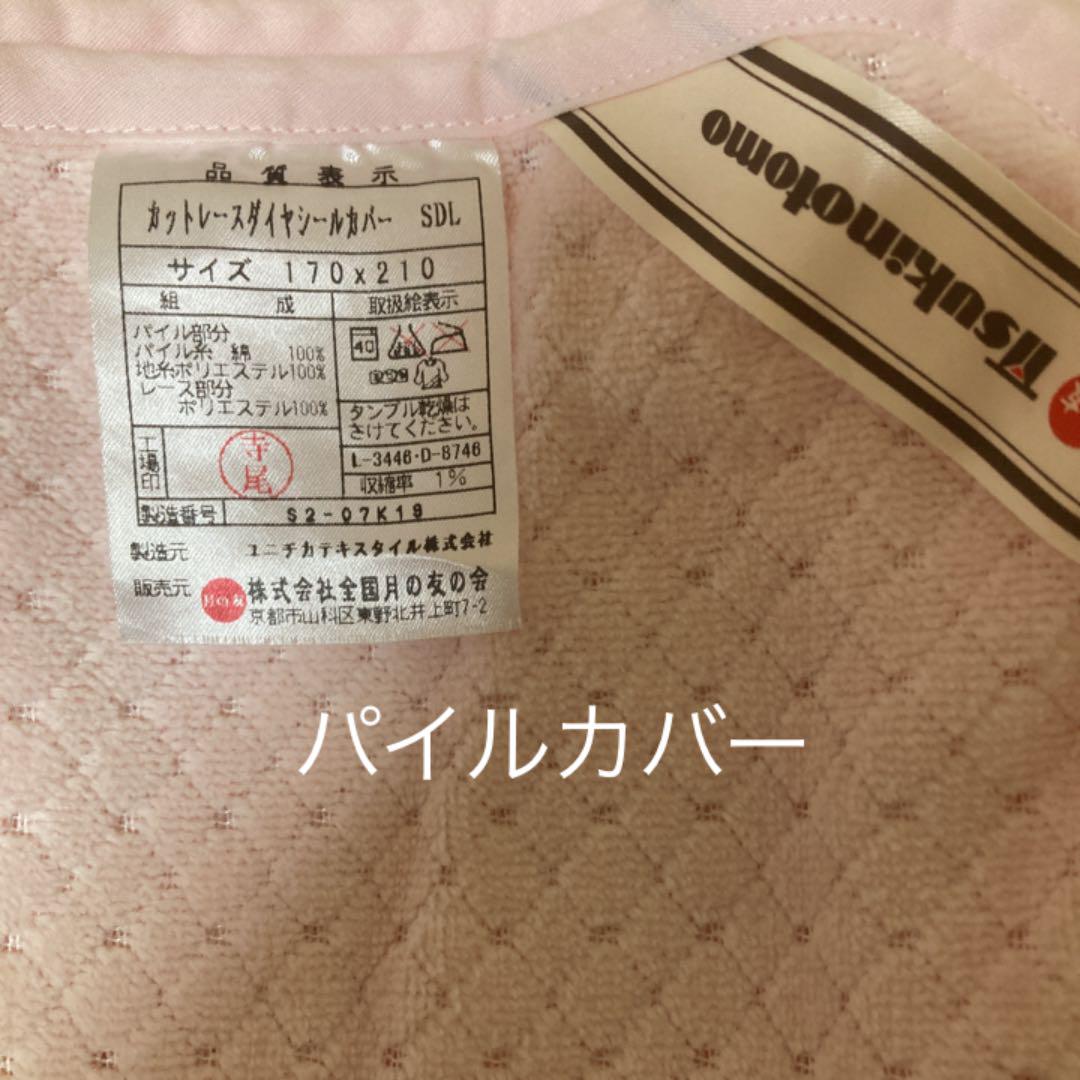 品質表示
カットレースダイヤシールカバー SDL
サイズ 170x210
組成
取扱絵表示
パイル部分
パイル糸 綿 100%
地糸ポリエステル100%
レース部分
ポリエステル100%
40
タンブル乾燥は
さけてください。
L-3446・D-8746
収縮率 1%
工場印
寺尾
製造番号 S2-07K19
製造元 ユニチカテキスタイル株式会社
販売元 月の友 株式会社全国月の友の会
京都市山科区東野北井上町7-2
Tsukinotomo
パイルカバー